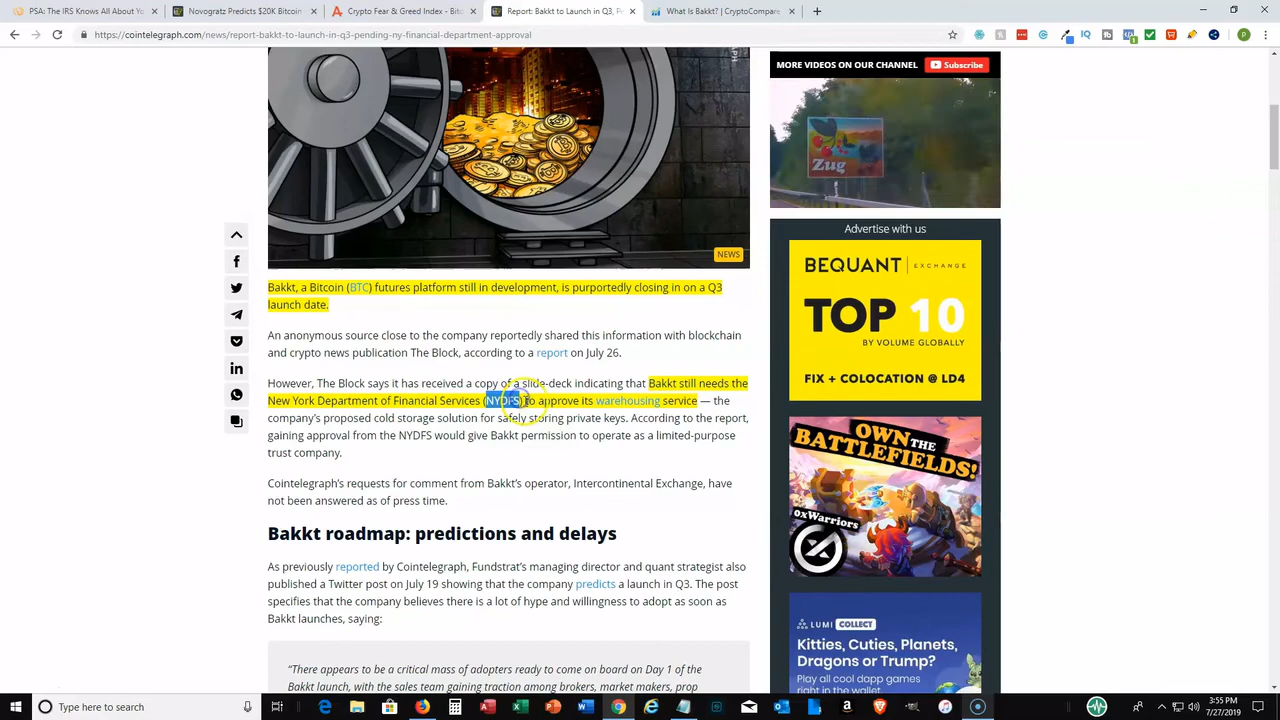 PSA: The IRS Knows All About Yo
Novogratz Predicts $20K Bitcoin
Crypto Fear & Greed Index - Bitc
Report: Bakkt to Launch in Q3, P
What Is Bakkt? | CryptoCompare
https://cointelegraph.com/news/report-bakkt-to-launch-in-q3-pending-ny-financial-department-approval
MORE VIDEOS ON OUR CHANNEL
Subscribe
Zug
NEWS
Bakkt, a Bitcoin (BTC) futures platform still in development, is purportedly closing in on a Q3
launch date.
An anonymous source close to the company reportedly shared this information with blockchain
and crypto news publication The Block, according to a report on July 26.
However, The Block says it has received a copy of a slide-deck indicating that Bakkt still needs the
New York Department of Financial Services (NYDFS) to approve its warehousing service — the
company's proposed cold storage solution for safely storing private keys. According to the report,
gaining approval from the NYDFS would give Bakkt permission to operate as a limited-purpose
trust company.
Cointelegraph's requests for comment from Bakkt's operator, Intercontinental Exchange, have
not been answered as of press time.
Bakkt roadmap: predictions and delays
As previously reported by Cointelegraph, Fundstrat's managing director and quant strategist also
published a Twitter post on July 19 showing that the company predicts a launch in Q3. The post
specifies that the company believes there is a lot of hype and willingness to adopt as soon as
Bakkt launches, saying:
"There appears to be a critical mass of adopters ready to come on board on Day 1 of the
Bakkt launch, with the sales team gaining traction among brokers, market makers, prop
Advertise with us
BEQUANT EXCHANGE
TOP 10
BY VOLUME GLOBALLY
FIX + COLOCATION @ LD4
OWN THE
BATTLEFIELDS!
0xWarriors
LUMI COLLECT
Kitties, Cuties, Planets,
Dragons or Trump?
Play all cool dapp games
right in the wallet
Type here to search
3:55 PM
7/27/2019